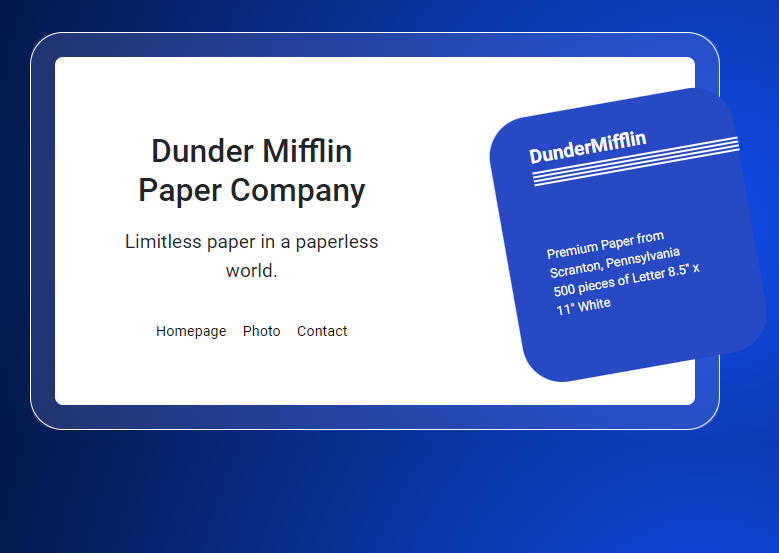 Dunder Mifflin
Paper Company
Limitless paper in a paperless
world.
Homepage Photo Contact
DunderMifflin
Premium Paper from
Scranton, Pennsylvania
500 pieces of Letter 8.5" x
11" White